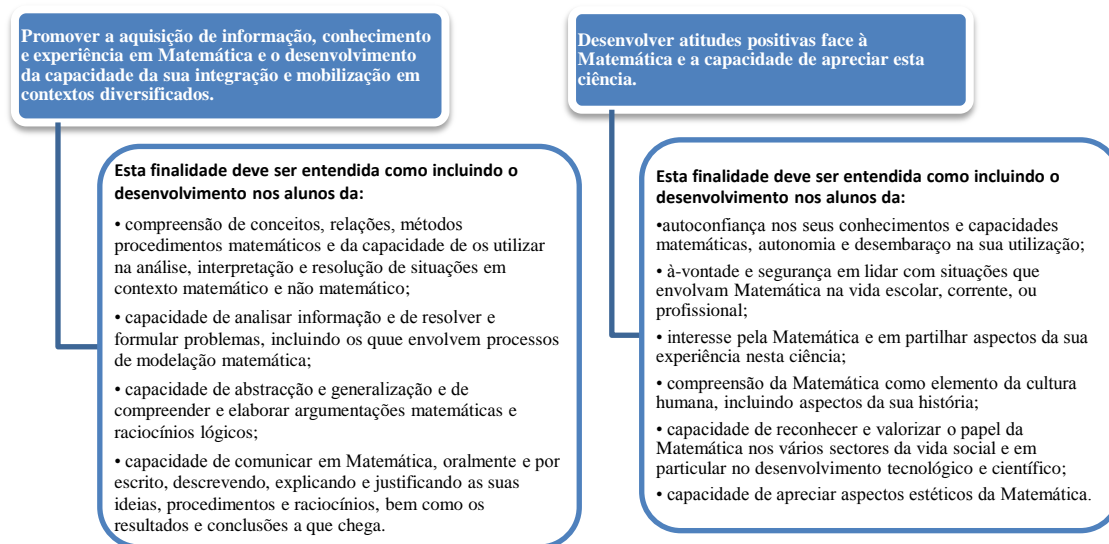 Promover a aquisição de informação, conhecimento
e experiência em Matemática e o desenvolvimento
da capacidade da sua integração e mobilização em
contextos diversificados.
Esta finalidade deve ser entendida como incluindo o
desenvolvimento nos alunos da:
• compreensão de conceitos, relações, métodos
procedimentos matemáticos e da capacidade de os utilizar
na análise, interpretação e resolução de situações em
contexto matemático e não matemático;
• capacidade de analisar informação e de resolver e
formular problemas, incluindo os quue envolvem processos
de modelação matemática;
• capacidade de abstracção e generalização e de
compreender e elaborar argumentações matemáticas e
raciocínios lógicos;
• capacidade de comunicar em Matemática, oralmente e por
escrito, descrevendo, explicando e justificando as suas
ideias, procedimentos e raciocínios, bem como os
resultados e conclusões a que chega.
Desenvolver atitudes positivas face à
Matemática e a capacidade de apreciar esta
ciência.
Esta finalidade deve ser entendida como incluindo o
desenvolvimento nos alunos da:
•autoconfiança nos seus conhecimentos e capacidades
matemáticas, autonomia e desembaraço na sua utilização;
• à-vontade e segurança em lidar com situações que
envolvam Matemática na vida escolar, corrente, ou
profissional;
• interesse pela Matemática e em partilhar aspectos da sua
experiência nesta ciência;
• compreensão da Matemática como elemento da cultura
humana, incluindo aspectos da sua história;
• capacidade de reconhecer e valorizar o papel da
Matemática nos vários sectores da vida social e em
particular no desenvolvimento tecnológico e científico;
• capacidade de apreciar aspectos estéticos da Matemática.